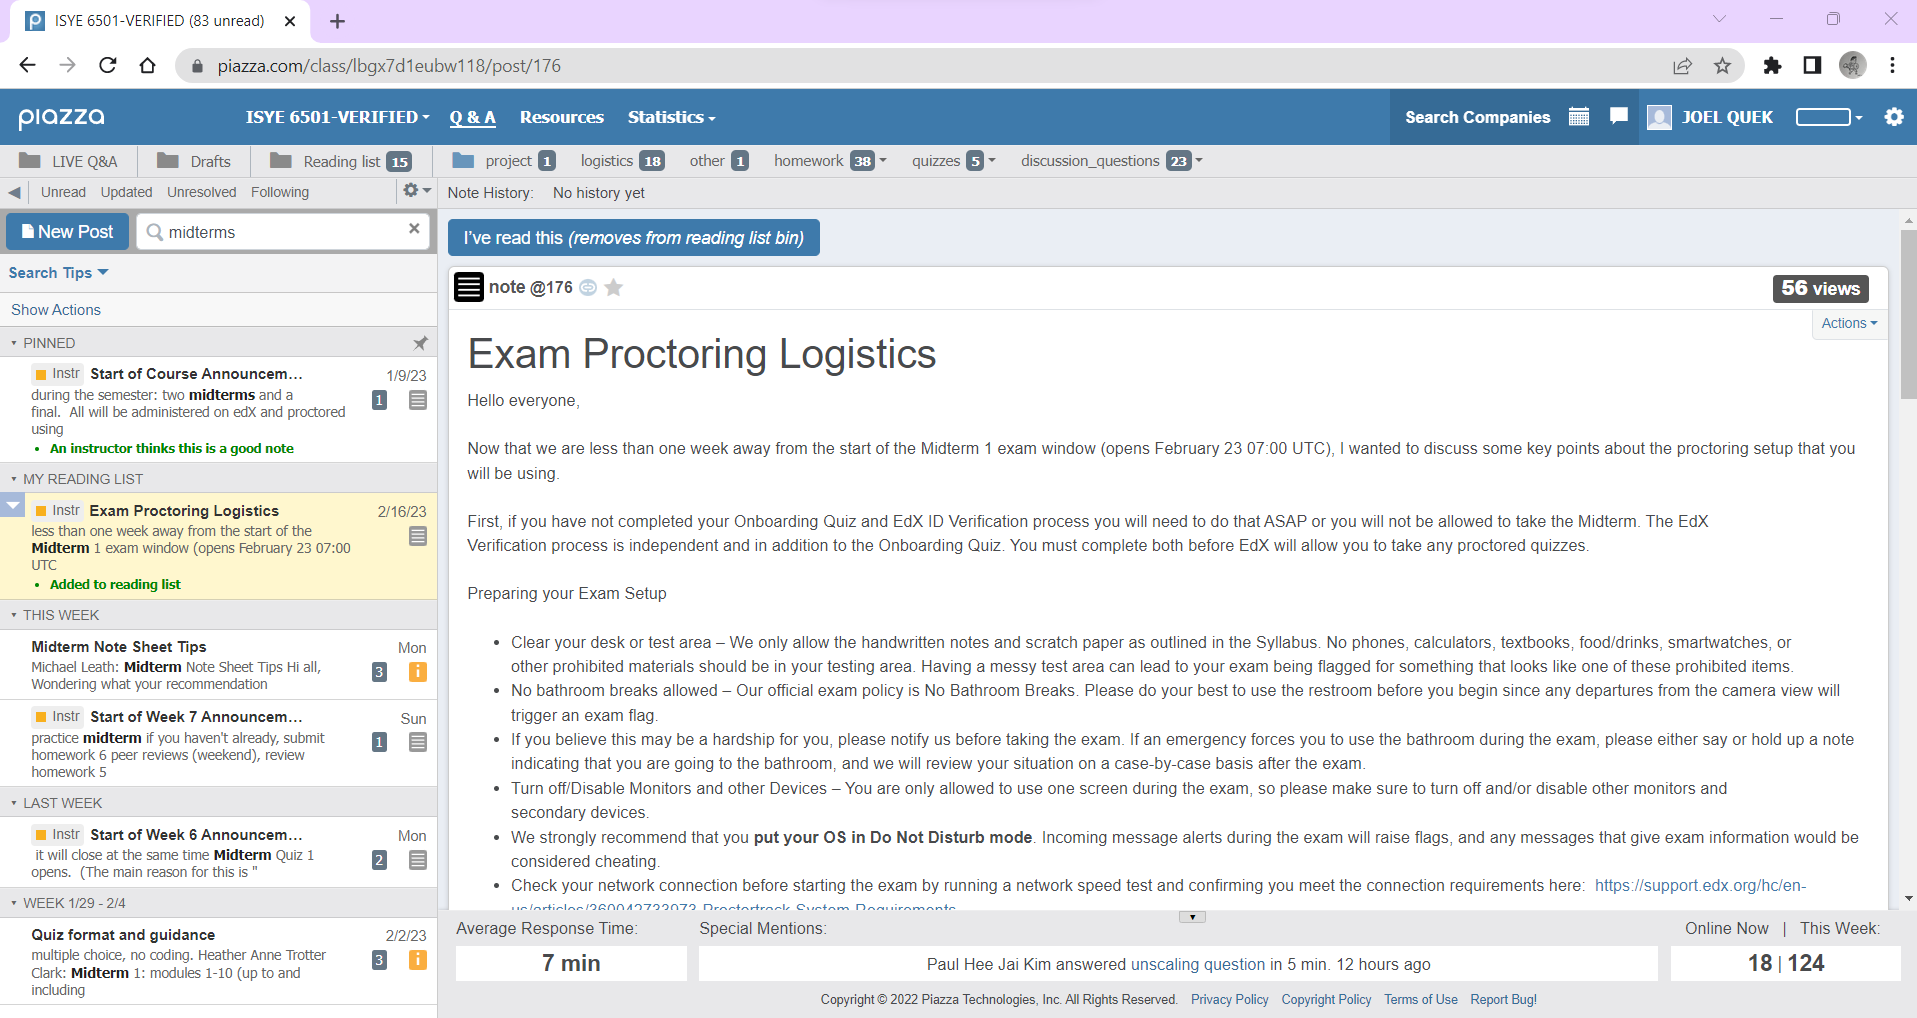 ISYE 6501-VERIFIED (83 unread)
piazza.com/class/lbgx7d1eubw118/post/176
piazza ISYE 6501-VERIFIED Q & A Resources Statistics Search Companies JOEL QUEK
LIVE Q&A Drafts Reading list 15 project 1 logistics 18 other 1 homework 38 quizzes 5 discussion_questions 23
Unread Updated Unresolved Following
Note History: No history yet
New Post midterms
Search Tips
Show Actions
PINNED
Instr Start of Course Announcem... 1/9/23
during the semester: two midterms and a 1
final. All will be administered on edX and proctored
using
• An instructor thinks this is a good note
MY READING LIST
Instr Exam Proctoring Logistics 2/16/23
less than one week away from the start of the
Midterm 1 exam window (opens February 23 07:00
UTC
• Added to reading list
THIS WEEK
Midterm Note Sheet Tips Mon
Michael Leath: Midterm Note Sheet Tips Hi all, 3 i
Wondering what your recommendation
Instr Start of Week 7 Announcem... Sun
practice midterm if you haven't already, submit 1
homework 6 peer reviews (weekend), review
homework 5
LAST WEEK
Instr Start of Week 6 Announcem... Mon
it will close at the same time Midterm Quiz 1 2
opens. (The main reason for this is "
WEEK 1/29 - 2/4
Quiz format and guidance 2/2/23
multiple choice, no coding. Heather Anne Trotter 3 i
Clark: Midterm 1: modules 1-10 (up to and
including
I've read this (removes from reading list bin)
note @176 56 views
Actions
Exam Proctoring Logistics
Hello everyone,
Now that we are less than one week away from the start of the Midterm 1 exam window (opens February 23 07:00 UTC), I wanted to discuss some key points about the proctoring setup that you
will be using.
First, if you have not completed your Onboarding Quiz and EdX ID Verification process you will need to do that ASAP or you will not be allowed to take the Midterm. The EdX
Verification process is independent and in addition to the Onboarding Quiz. You must complete both before EdX will allow you to take any proctored quizzes.
Preparing your Exam Setup
• Clear your desk or test area – We only allow the handwritten notes and scratch paper as outlined in the Syllabus. No phones, calculators, textbooks, food/drinks, smartwatches, or
other prohibited materials should be in your testing area. Having a messy test area can lead to your exam being flagged for something that looks like one of these prohibited items.
• No bathroom breaks allowed – Our official exam policy is No Bathroom Breaks. Please do your best to use the restroom before you begin since any departures from the camera view will
trigger an exam flag.
• If you believe this may be a hardship for you, please notify us before taking the exam. If an emergency forces you to use the bathroom during the exam, please either say or hold up a note
indicating that you are going to the bathroom, and we will review your situation on a case-by-case basis after the exam.
• Turn off/Disable Monitors and other Devices – You are only allowed to use one screen during the exam, so please make sure to turn off and/or disable other monitors and
secondary devices.
• We strongly recommend that you put your OS in Do Not Disturb mode. Incoming message alerts during the exam will raise flags, and any messages that give exam information would be
considered cheating.
• Check your network connection before starting the exam by running a network speed test and confirming you meet the connection requirements here: https://support.edx.org/hc/en-
us/articles/360042733973-Proctortrack-System-Requirements
Average Response Time: Special Mentions: Online Now | This Week:
7 min Paul Hee Jai Kim answered unscaling question in 5 min. 12 hours ago 18 | 124
Copyright © 2022 Piazza Technologies, Inc. All Rights Reserved. Privacy Policy Copyright Policy Terms of Use Report Bug!